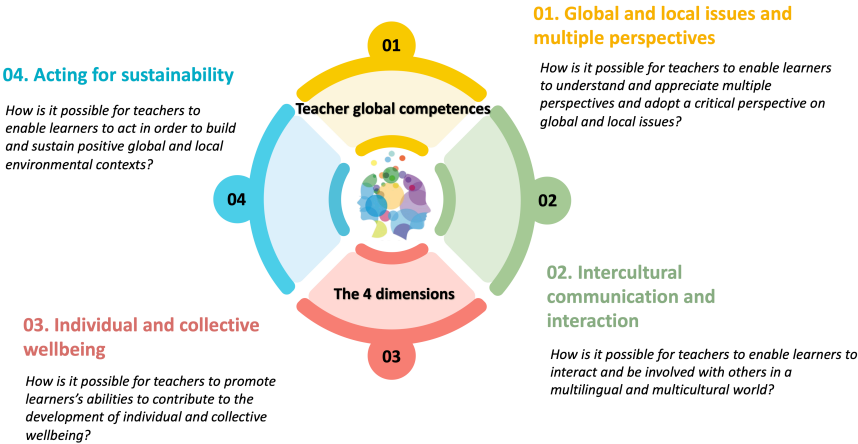 01. Global and local issues and
multiple perspectives
How is it possible for teachers to enable learners
to understand and appreciate multiple
perspectives and adopt a critical perspective on
global and local issues?
04. Acting for sustainability
How is it possible for teachers to
enable learners to act in order to build
and sustain positive global and local
environmental contexts?
01
Teacher global competences
04
02
The 4 dimensions
03
02. Intercultural
communication and
interaction
How is it possible for teachers to enable learners to
interact and be involved with others in a
multilingual and multicultural world?
03. Individual and collective
wellbeing
How is it possible for teachers to promote
learners’s abilities to contribute to the
development of individual and collective
wellbeing?